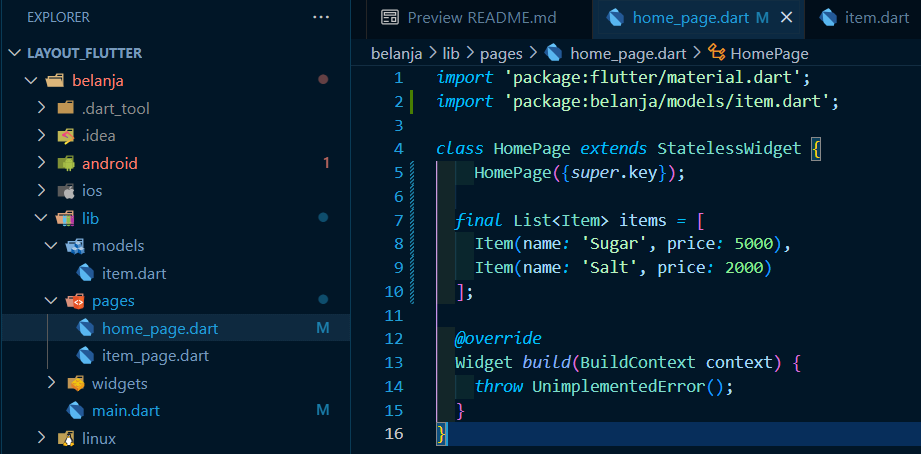 EXPLORER ...
LAYOUT_FLUTTER
belanja
.dart_tool
.idea
android 1
ios
lib
models
item.dart
pages
home_page.dart M
item_page.dart
widgets
main.dart M
linux
Preview README.md home_page.dart M item.dart
belanja > lib > pages > home_page.dart > HomePage
1 import 'package:flutter/material.dart';
2 import 'package:belanja/models/item.dart';
3
4 class HomePage extends StatelessWidget {
5 HomePage({super.key});
6
7 final List<Item> items = [
8 Item(name: 'Sugar', price: 5000),
9 Item(name: 'Salt', price: 2000)
10 ];
11
12 @override
13 Widget build(BuildContext context) {
14 throw UnimplementedError();
15 }
16 }